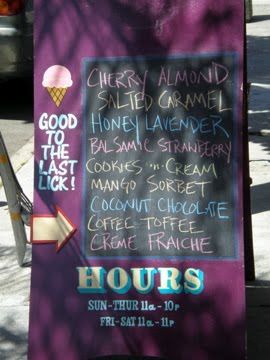 CHERRY ALMOND
SALTED CARAMEL
HONEY LAVENDER
BALSAMIC STRAWBERRY
COOKIES 'n' CREAM
MANGO SORBET
COCONUT CHOCOLATE
COFFEE TOFFEE
CREME FRAICHE
GOOD
TO
THE
LAST
LICK!
HOURS
SUN-THUR 11a - 10p
FRI-SAT 11a - 11p